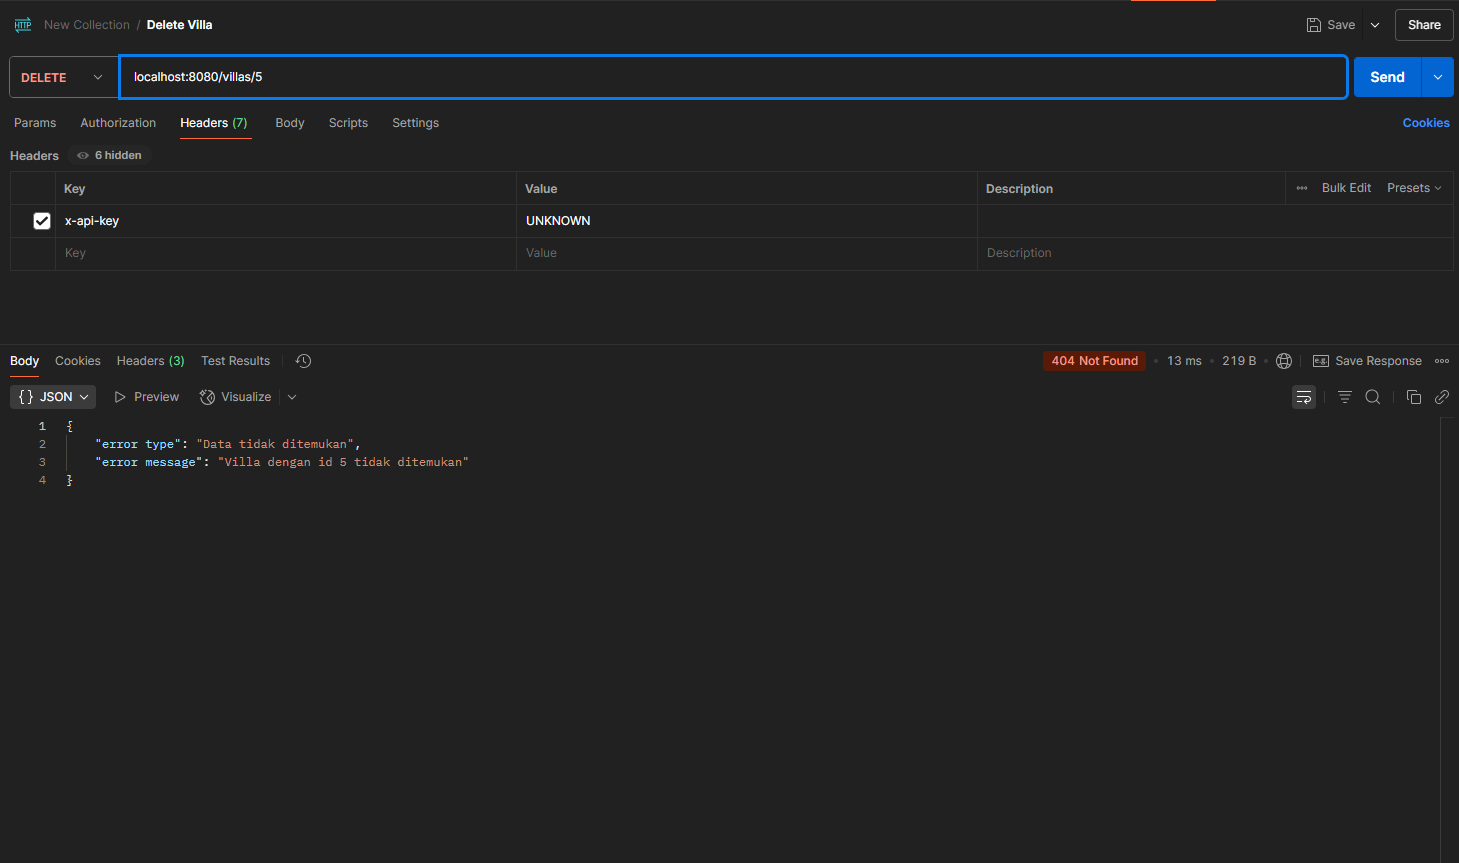 HTTP New Collection / Delete Villa Save Share
DELETE localhost:8080/villas/5 Send
Params Authorization Headers (7) Body Scripts Settings Cookies
Headers 6 hidden
Key Value Description Bulk Edit Presets
x-api-key UNKNOWN
Key Value Description
Body Cookies Headers (3) Test Results 404 Not Found • 13 ms • 219 B • e.g. Save Response
{} JSON Preview Visualize
1 {
2 "error type": "Data tidak ditemukan",
3 "error message": "Villa dengan id 5 tidak ditemukan"
4 }